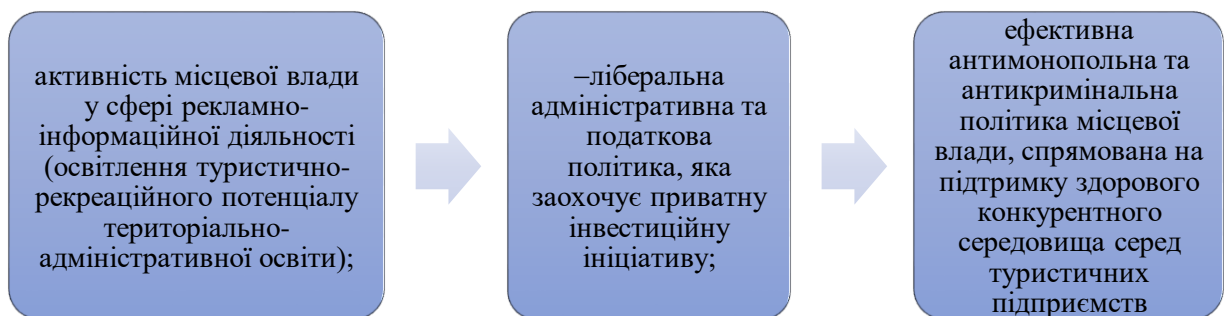 активність місцевої влади
у сфері рекламно-
інформаційної діяльності
(освітлення туристично-
рекреаційного потенціалу
територіально-
адміністративної освіти);
–ліберальна
адміністративна та
податкова
політика, яка
заохочує приватну
інвестиційну
ініціативу;
ефективна
антимонопольна та
антикримінальна
політика місцевої
влади, спрямована на
підтримку здорового
конкурентного
середовища серед
туристичних
підприємств